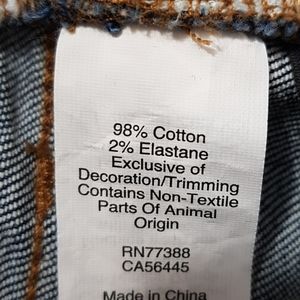 98% Cotton
2% Elastane
Exclusive of
Decoration/Trimming
Contains Non-Textile
Parts Of Animal
Origin
RN77388
CA56445
Made in China